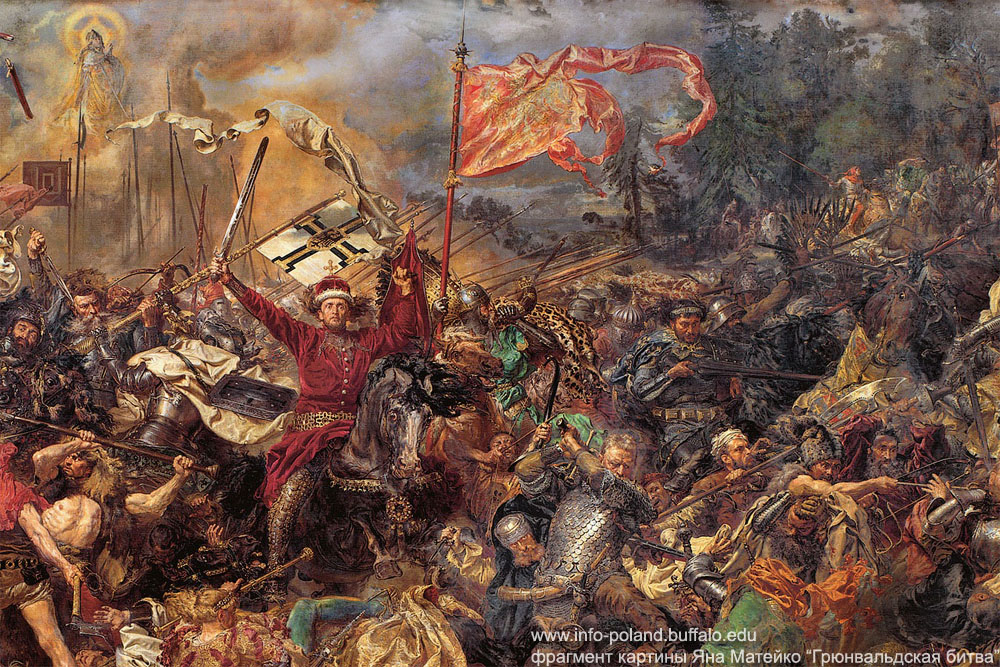 www.info-poland.buffalo.edu
фрагмент картины Яна Матейко "Грюнвальдская битва"